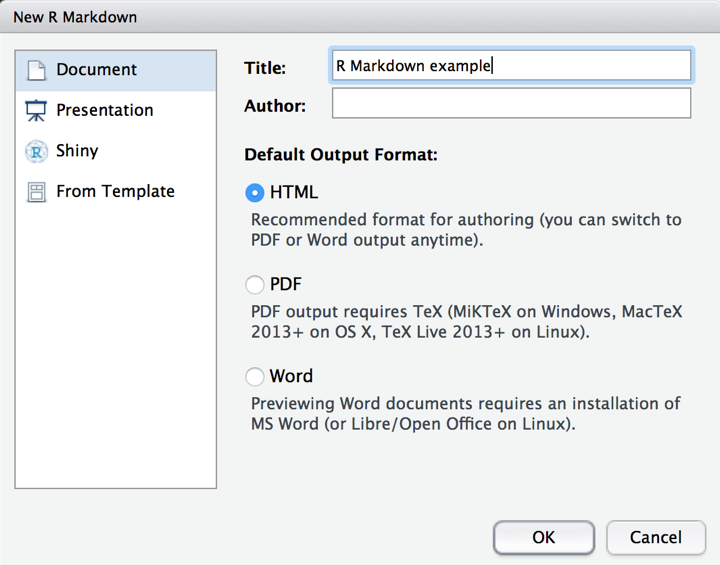 New R Markdown
Document
Presentation
Shiny
From Template
Title:
R Markdown example
Author:
Default Output Format:
HTML
Recommended format for authoring (you can switch to
PDF or Word output anytime).
PDF
PDF output requires TeX (MiKTeX on Windows, MacTeX
2013+ on OS X, TeX Live 2013+ on Linux).
Word
Previewing Word documents requires an installation of
MS Word (or Libre/Open Office on Linux).
OK
Cancel